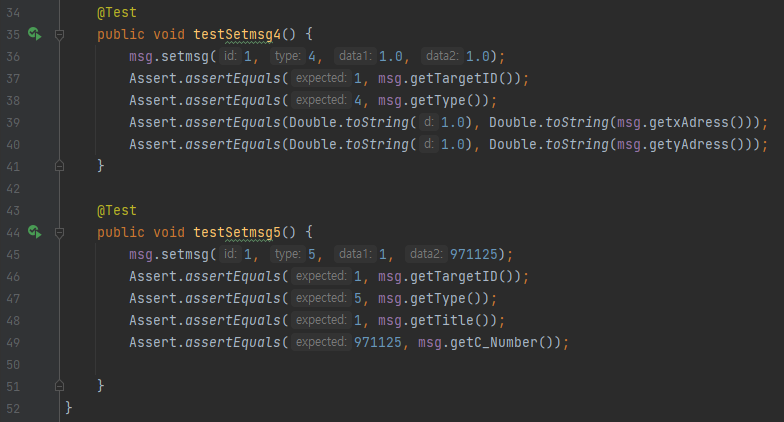 34 @Test
35 public void testSetmsg4() {
36 msg.setmsg( id: 1, type: 4, data1: 1.0, data2: 1.0);
37 Assert.assertEquals( expected: 1, msg.getTargetID());
38 Assert.assertEquals( expected: 4, msg.getType());
39 Assert.assertEquals(Double.toString( d: 1.0), Double.toString(msg.getxAdress()));
40 Assert.assertEquals(Double.toString( d: 1.0), Double.toString(msg.getyAdress()));
41 }
42
43 @Test
44 public void testSetmsg5() {
45 msg.setmsg( id: 1, type: 5, data1: 1, data2: 971125);
46 Assert.assertEquals( expected: 1, msg.getTargetID());
47 Assert.assertEquals( expected: 5, msg.getType());
48 Assert.assertEquals( expected: 1, msg.getTitle());
49 Assert.assertEquals( expected: 971125, msg.getC_Number());
50
51 }
52 }